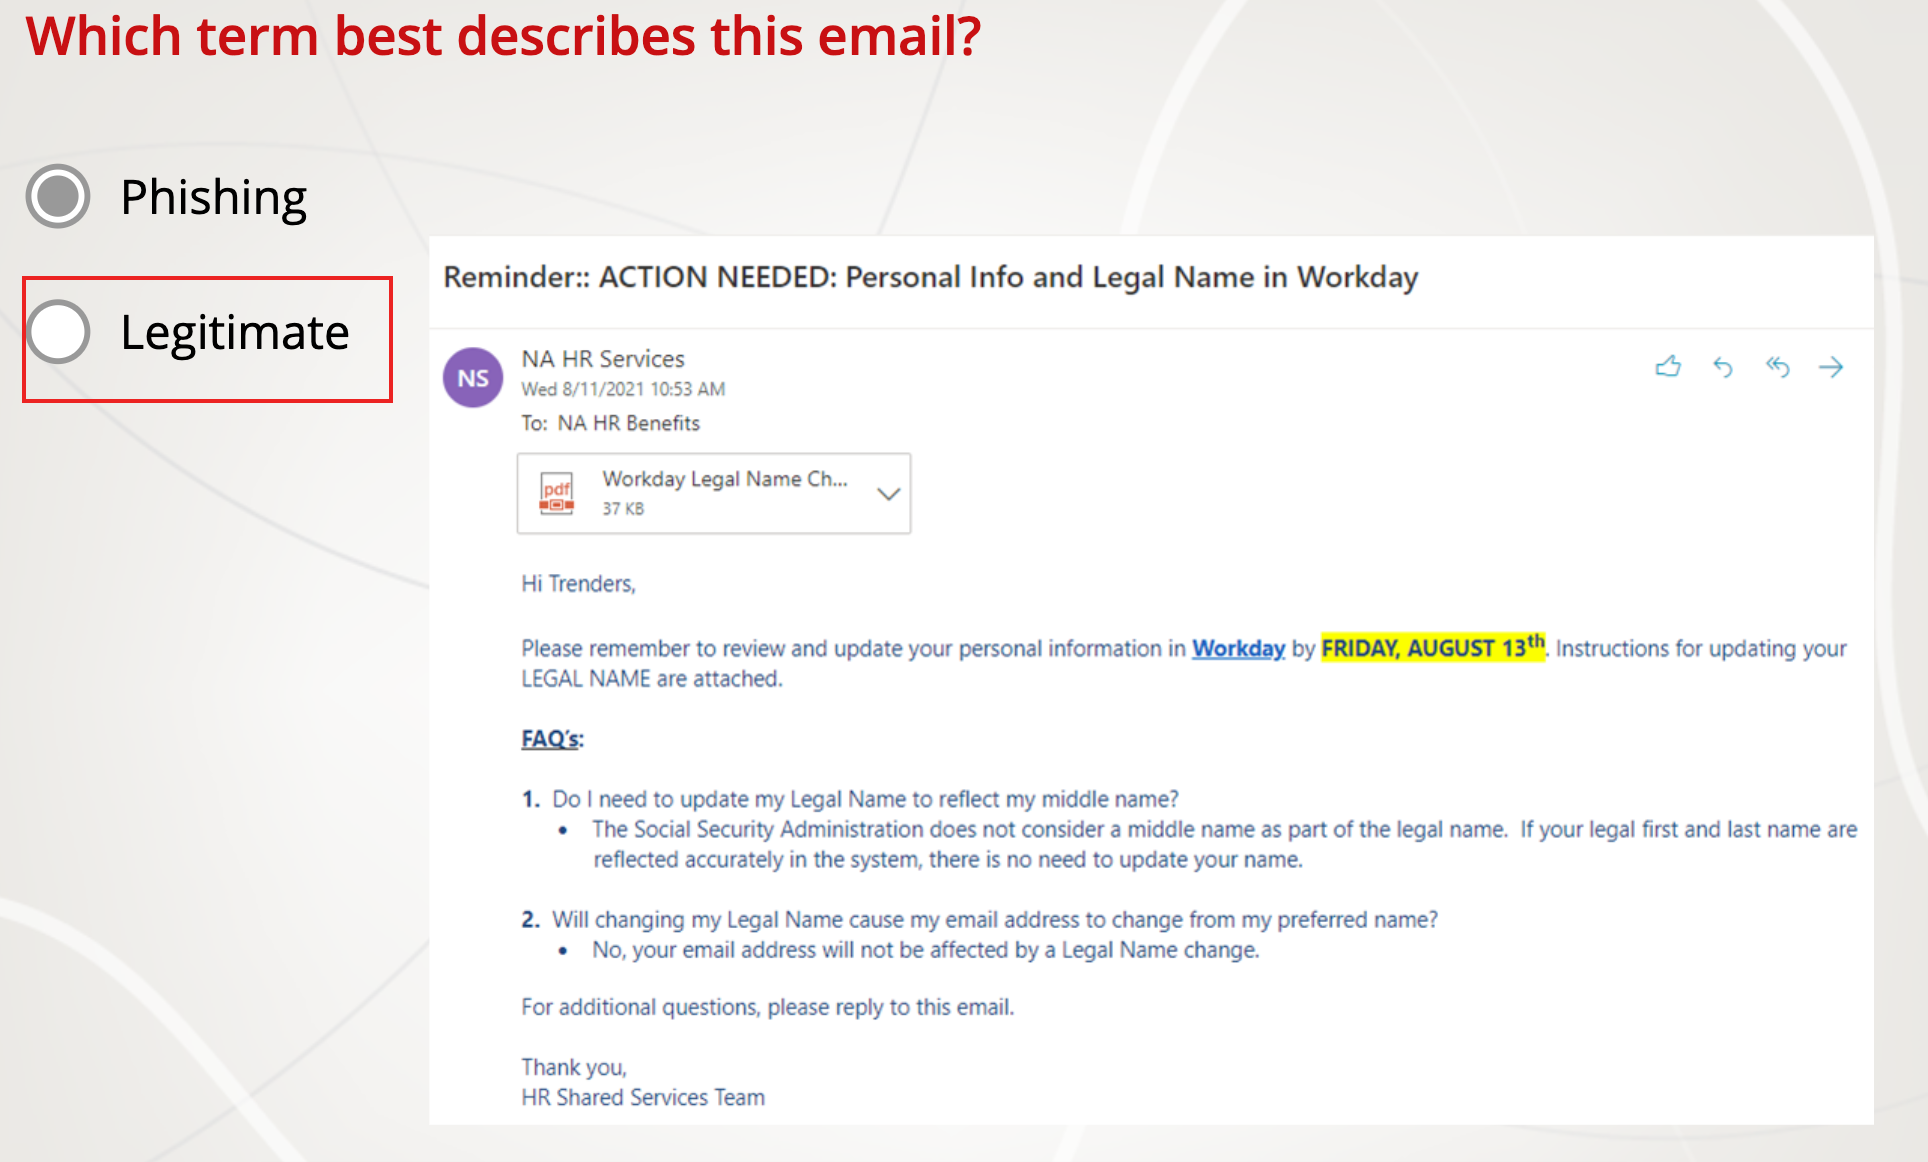 Which term best describes this email?
Phishing
Legitimate
Reminder:: ACTION NEEDED: Personal Info and Legal Name in Workday
NS
NA HR Services
Wed 8/11/2021 10:53 AM
To: NA HR Benefits
pdf
Workday Legal Name Ch...
37 KB
Hi Trenders,
Please remember to review and update your personal information in Workday by FRIDAY, AUGUST 13th. Instructions for updating your
LEGAL NAME are attached.
FAQ's:
1. Do I need to update my Legal Name to reflect my middle name?
• The Social Security Administration does not consider a middle name as part of the legal name. If your legal first and last name are
reflected accurately in the system, there is no need to update your name.
2. Will changing my Legal Name cause my email address to change from my preferred name?
• No, your email address will not be affected by a Legal Name change.
For additional questions, please reply to this email.
Thank you,
HR Shared Services Team